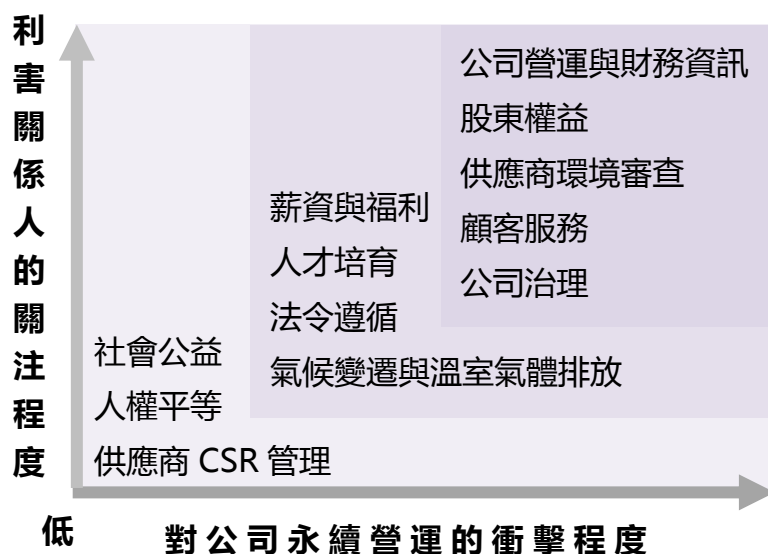 利害關係人的關注程度
公司營運與財務資訊
股東權益
供應商環境審查
顧客服務
公司治理
薪資與福利
人才培育
法令遵循
氣候變遷與溫室氣體排放
社會公益
人權平等
供應商 CSR 管理
低
對公司永續營運的衝擊程度